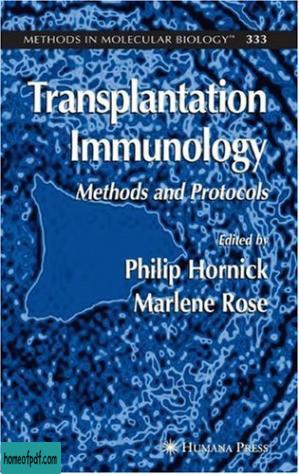 METHODS IN MOLECULAR BIOLOGY™ 333
Transplantation
Immunology
Methods and Protocols
Edited by
Philip Hornick
Marlene Rose
HUMANA PRESS
homeofpdf.com